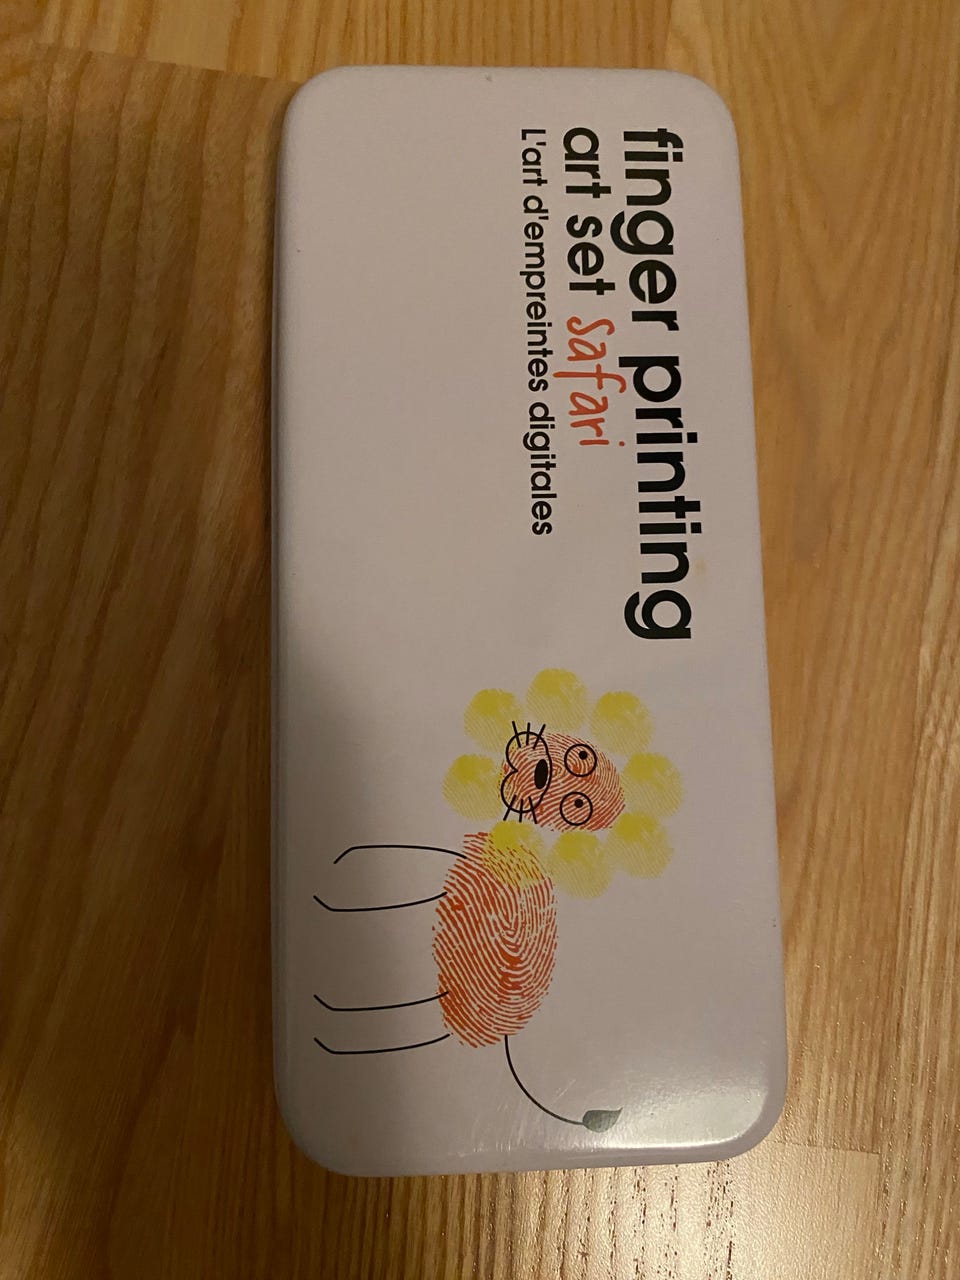 finger printing
art set safari
L'art d'empreintes digitales